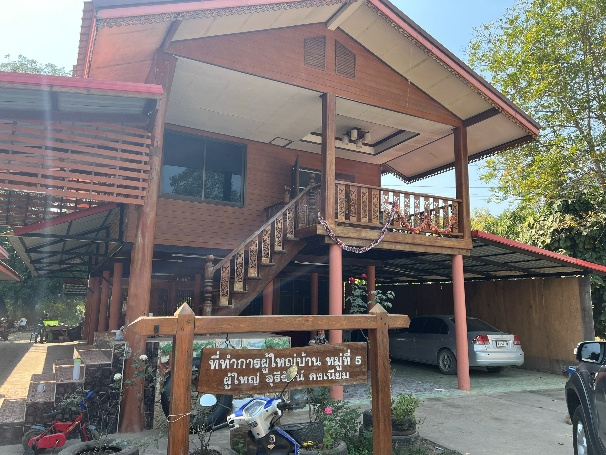 ที่ทำการผู้ใหญ่บ้าน หมู่ที่ 5
ผู้ใหญ่ สุรีรัตน์ คงเนียม